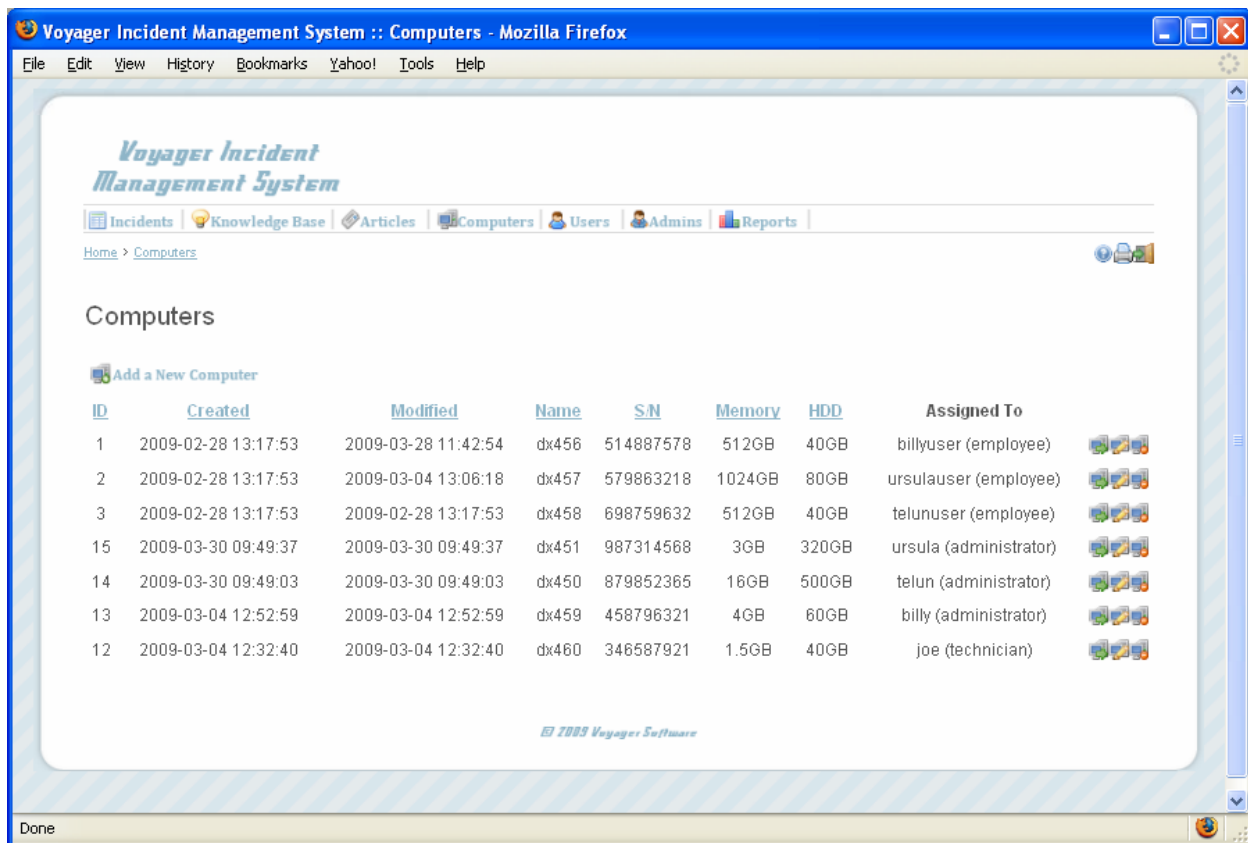 Voyager Incident Management System :: Computers - Mozilla Firefox
File Edit View History Bookmarks Yahoo! Tools Help
Voyager Incident
Management System
Incidents Knowledge Base Articles Computers Users Admins Reports
Home > Computers
Computers
Add a New Computer
ID Created Modified Name S/N Memory HDD Assigned To
1 2009-02-28 13:17:53 2009-03-28 11:42:54 dx456 514887578 512GB 40GB billyuser (employee)
2 2009-02-28 13:17:53 2009-03-04 13:06:18 dx457 579863218 1024GB 80GB ursulauser (employee)
3 2009-02-28 13:17:53 2009-02-28 13:17:53 dx458 698759632 512GB 40GB telunuser (employee)
15 2009-03-30 09:49:37 2009-03-30 09:49:37 dx451 987314568 3GB 320GB ursula (administrator)
14 2009-03-30 09:49:03 2009-03-30 09:49:03 dx450 879852365 16GB 500GB telun (administrator)
13 2009-03-04 12:52:59 2009-03-04 12:52:59 dx459 458796321 4GB 60GB billy (administrator)
12 2009-03-04 12:32:40 2009-03-04 12:32:40 dx460 346587921 1.5GB 40GB joe (technician)
© 2009 Voyager Software
Done